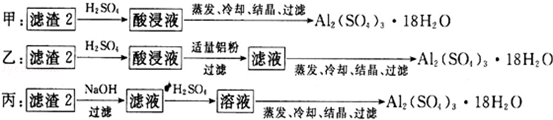 甲：滤渣2 H₂SO₄ 酸浸液 蒸发、冷却、结晶、过滤 Al₂(SO₄)₃·18H₂O
乙：滤渣2 H₂SO₄ 酸浸液 适量铝粉 过滤 滤液 蒸发、冷却、结晶、过滤 Al₂(SO₄)₃·18H₂O
丙：滤渣2 NaOH 过滤 滤液 H₂SO₄ 溶液 蒸发、冷却、结晶、过滤 Al₂(SO₄)₃·18H₂O